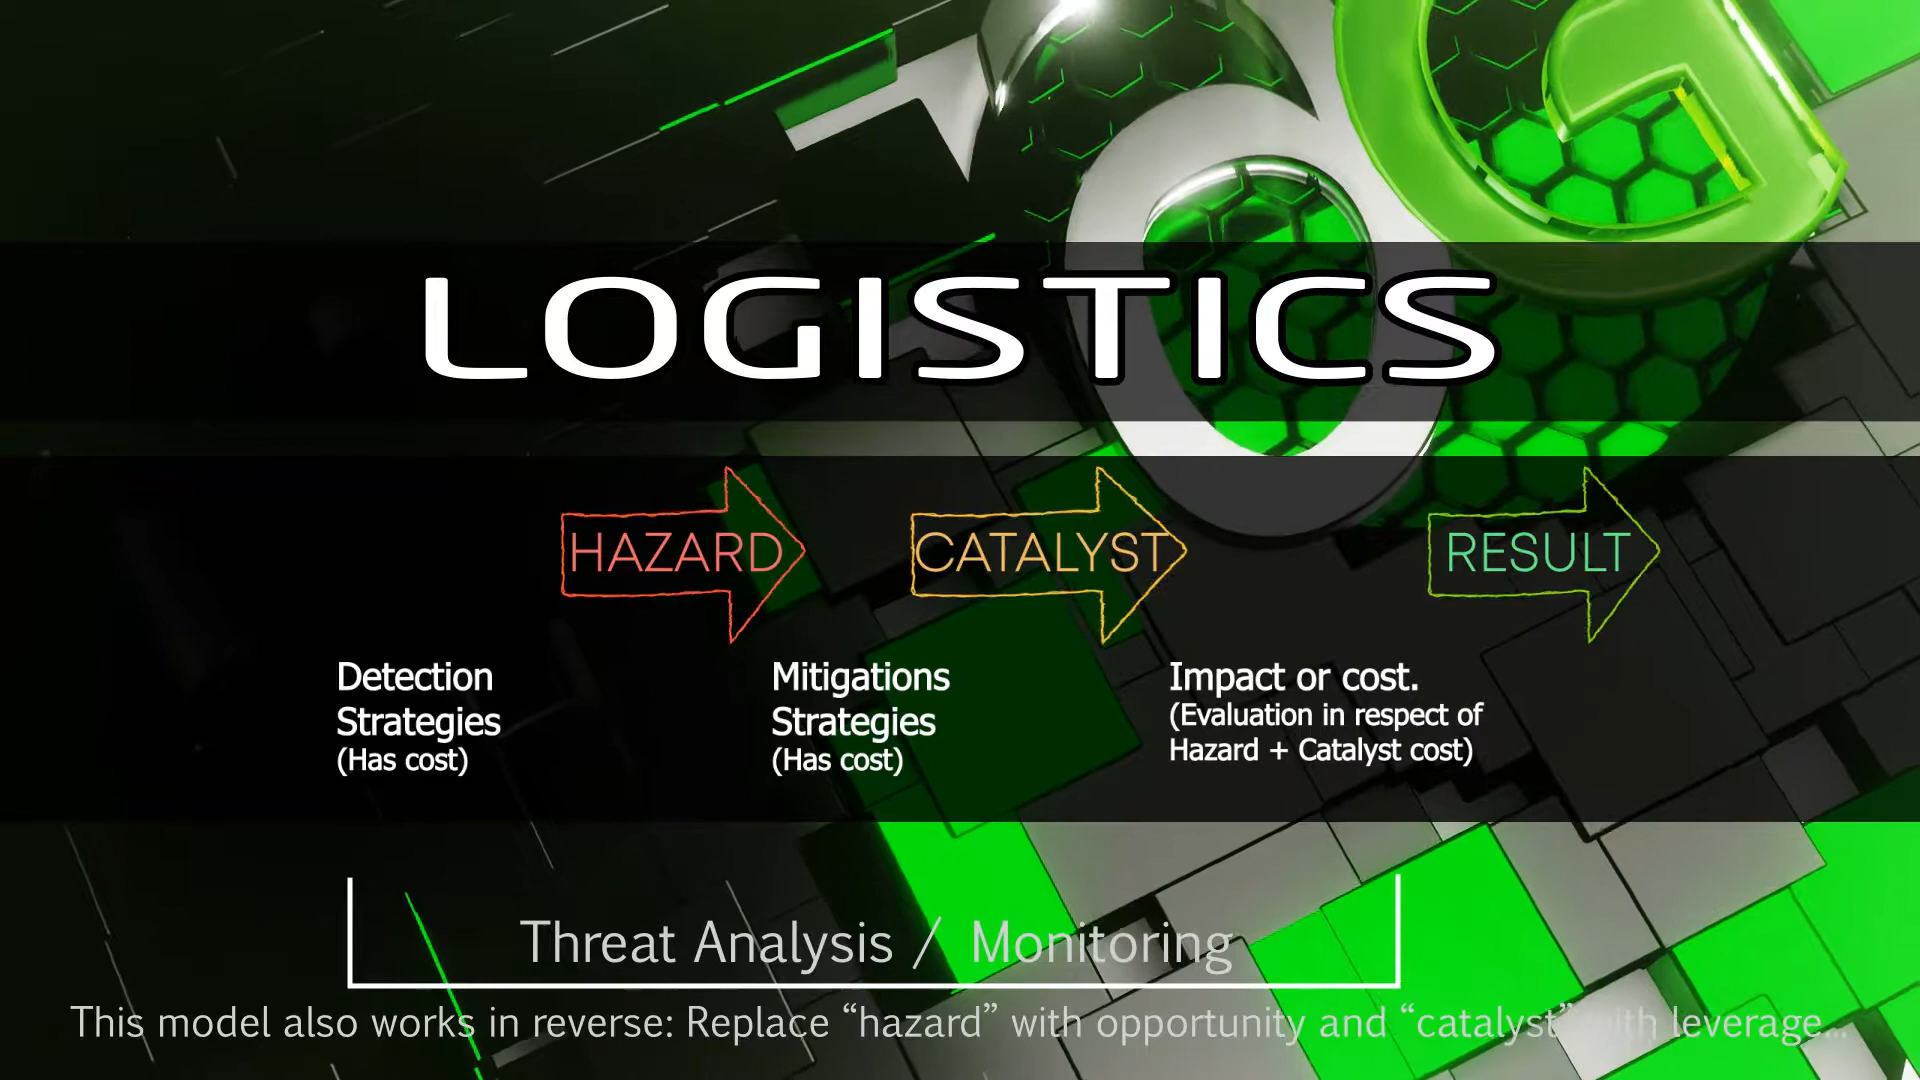 LOGISTICS
HAZARD
CATALYST
RESULT
Detection
Strategies
(Has cost)
Mitigations
Strategies
(Has cost)
Impact or cost.
(Evaluation in respect of
Hazard + Catalyst cost)
Threat Analysis / Monitoring
This model also works in reverse: Replace “hazard” with opportunity and “catalyst” with leverage...